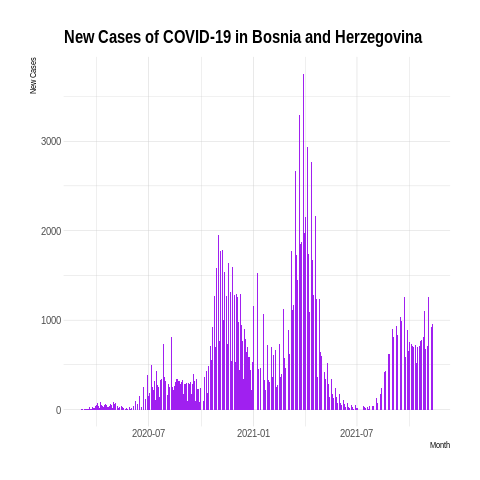 New Cases of COVID-19 in Bosnia and Herzegovina
New Cases
3000
2000
1000
0
2020-07
2021-01
2021-07
Month